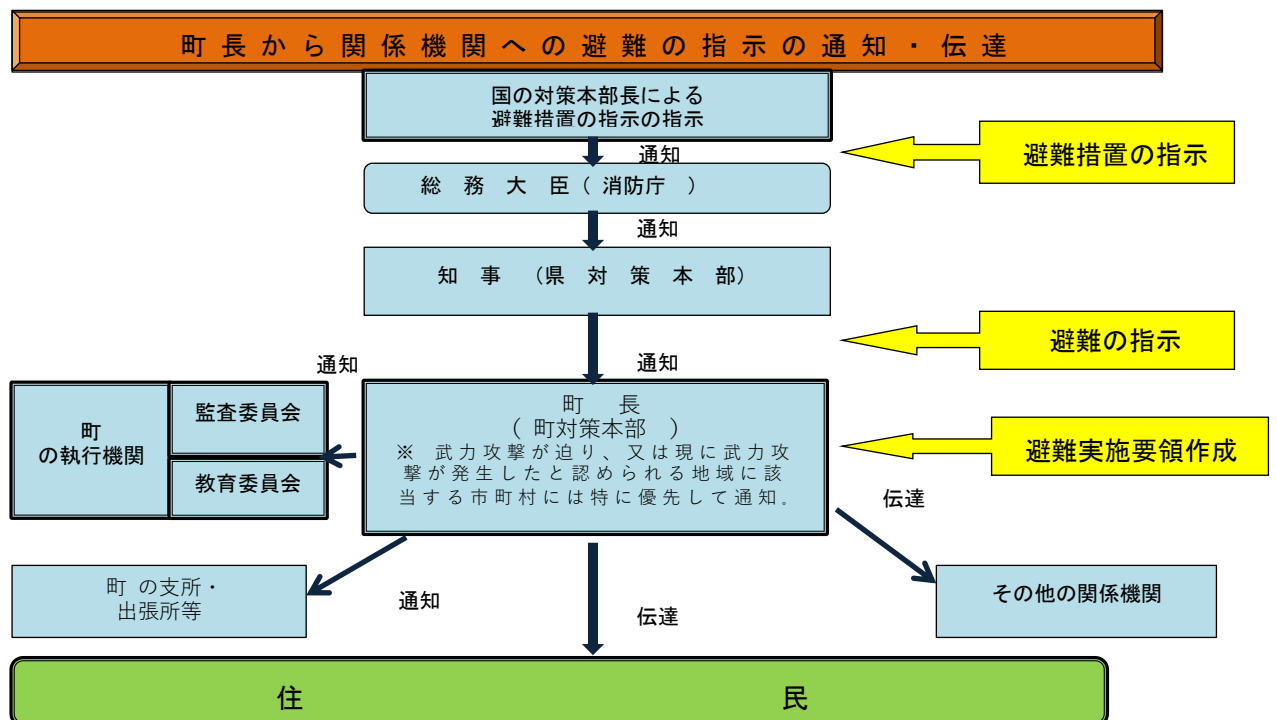 町長から関係機関への避難の指示の通知・伝達
国の対策本部長による
避難措置の指示の指示
通知
避難措置の指示
総務大臣（消防庁）
通知
知事（県対策本部）
避難の指示
通知
通知
町
の執行機関
監査委員会
教育委員会
町長
（町対策本部）
※ 武力攻撃が迫り、又は現に武力攻
撃が発生したと認められる地域に該
当する市町村には特に優先して通知。
避難実施要領作成
伝達
町の支所・
出張所等
通知
伝達
その他の関係機関
住民